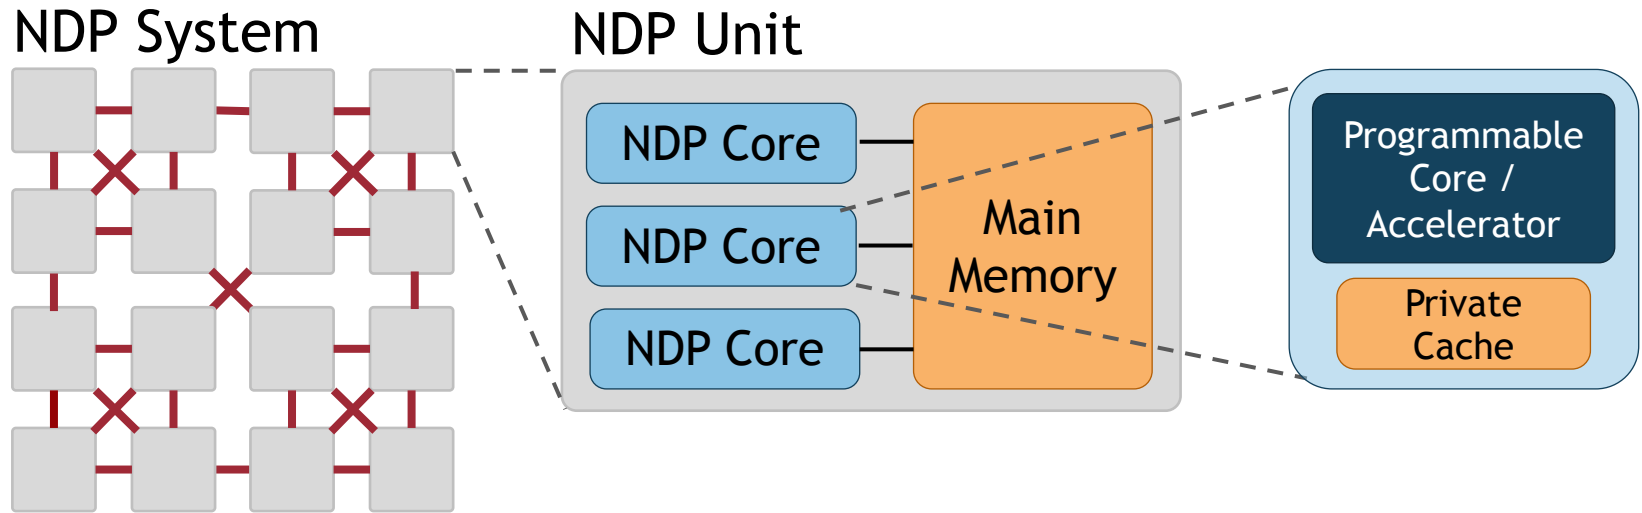 NDP System
NDP Unit
NDP Core
NDP Core
NDP Core
Main
Memory
Programmable
Core /
Accelerator
Private
Cache